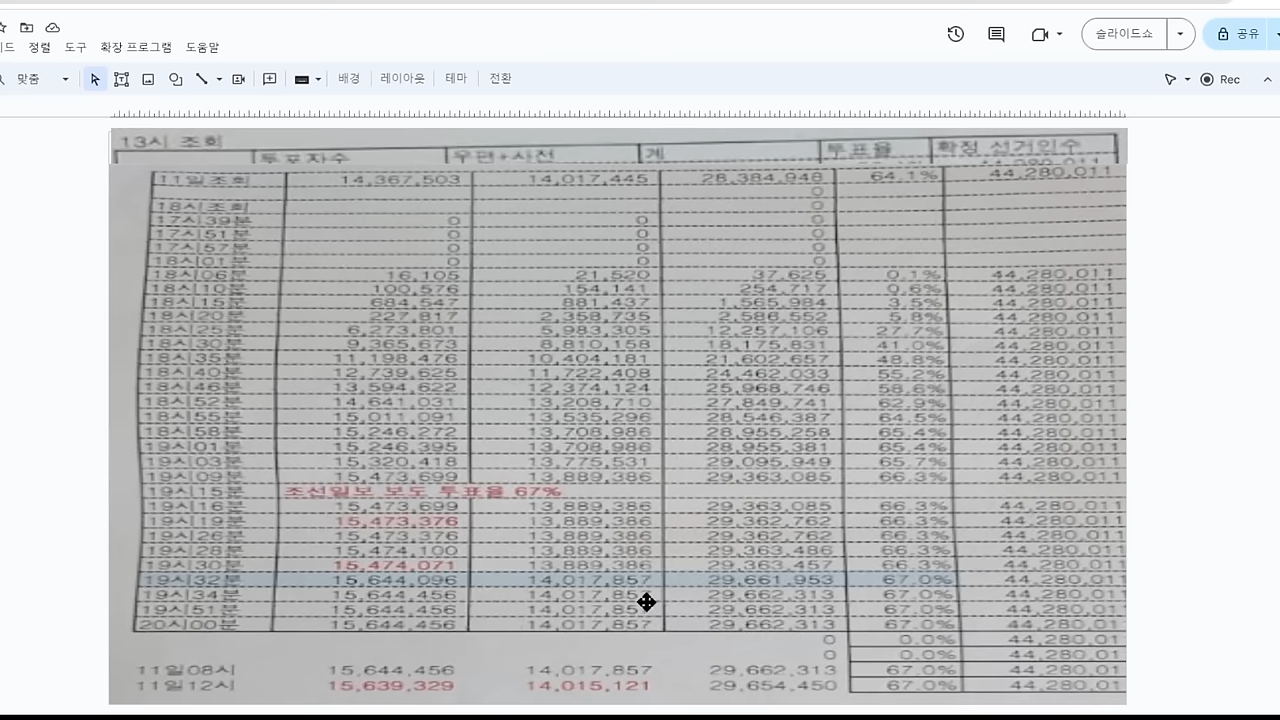 정렬 도구 확장 프로그램 도움말
슬라이드쇼
공유
맞춤 배경 레이아웃 테마 전환
Rec
13시 조회
투표자수 우편+사전 계 투표율 확정 선거인수
11일조회 14,367,503 14,017,445 28,384,948 64.1% 44,280,011
0
18시조회 0
17시39분 0 0 0
17시51분 0 0 0
17시57분 0 0 0
18시01분 0 0 0
18시06분 16,105 21,520 37,625 0.1% 44,280,011
18시10분 100,576 154,141 254,717 0.6% 44,280,011
18시15분 684,547 881,437 1,565,984 3.5% 44,280,011
18시20분 227,817 2,358,735 2,586,552 5.8% 44,280,011
18시25분 6,273,801 5,983,305 12,257,106 27.7% 44,280,011
18시30분 9,365,673 8,810,158 18,175,831 41.0% 44,280,011
18시35분 11,198,476 10,404,181 21,602,657 48.8% 44,280,011
18시40분 12,739,625 11,722,408 24,462,033 55.2% 44,280,011
18시46분 13,594,622 12,374,124 25,968,746 58.6% 44,280,011
18시52분 14,641,031 13,208,710 27,849,741 62.9% 44,280,011
18시55분 15,011,091 13,535,296 28,546,387 64.5% 44,280,011
18시58분 15,246,272 13,708,986 28,955,258 65.4% 44,280,011
19시01분 15,246,395 13,708,986 28,955,381 65.4% 44,280,011
19시03분 15,320,418 13,775,531 29,095,949 65.7% 44,280,011
19시09분 15,473,699 13,889,386 29,363,085 66.3% 44,280,011
19시15분 조선일보 보도 투표율 67%
19시16분 15,473,699 13,889,386 29,363,085 66.3% 44,280,011
19시19분 15,473,376 13,889,386 29,362,762 66.3% 44,280,011
19시26분 15,473,376 13,889,386 29,362,762 66.3% 44,280,011
19시28분 15,474,100 13,889,386 29,363,486 66.3% 44,280,011
19시30분 15,474,071 13,889,386 29,363,457 66.3% 44,280,011
19시32분 15,644,096 14,017,857 29,661,953 67.0% 44,280,011
19시34분 15,644,456 14,017,857 29,662,313 67.0% 44,280,011
19시51분 15,644,456 14,017,857 29,662,313 67.0% 44,280,011
20시00분 15,644,456 14,017,857 29,662,313 67.0% 44,280,011
0 0.0% 44,280,01
0 0.0% 44,280,01
11일08시 15,644,456 14,017,857 29,662,313 67.0% 44,280,01
11일12시 15,639,329 14,015,121 29,654,450 67.0% 44,280,01